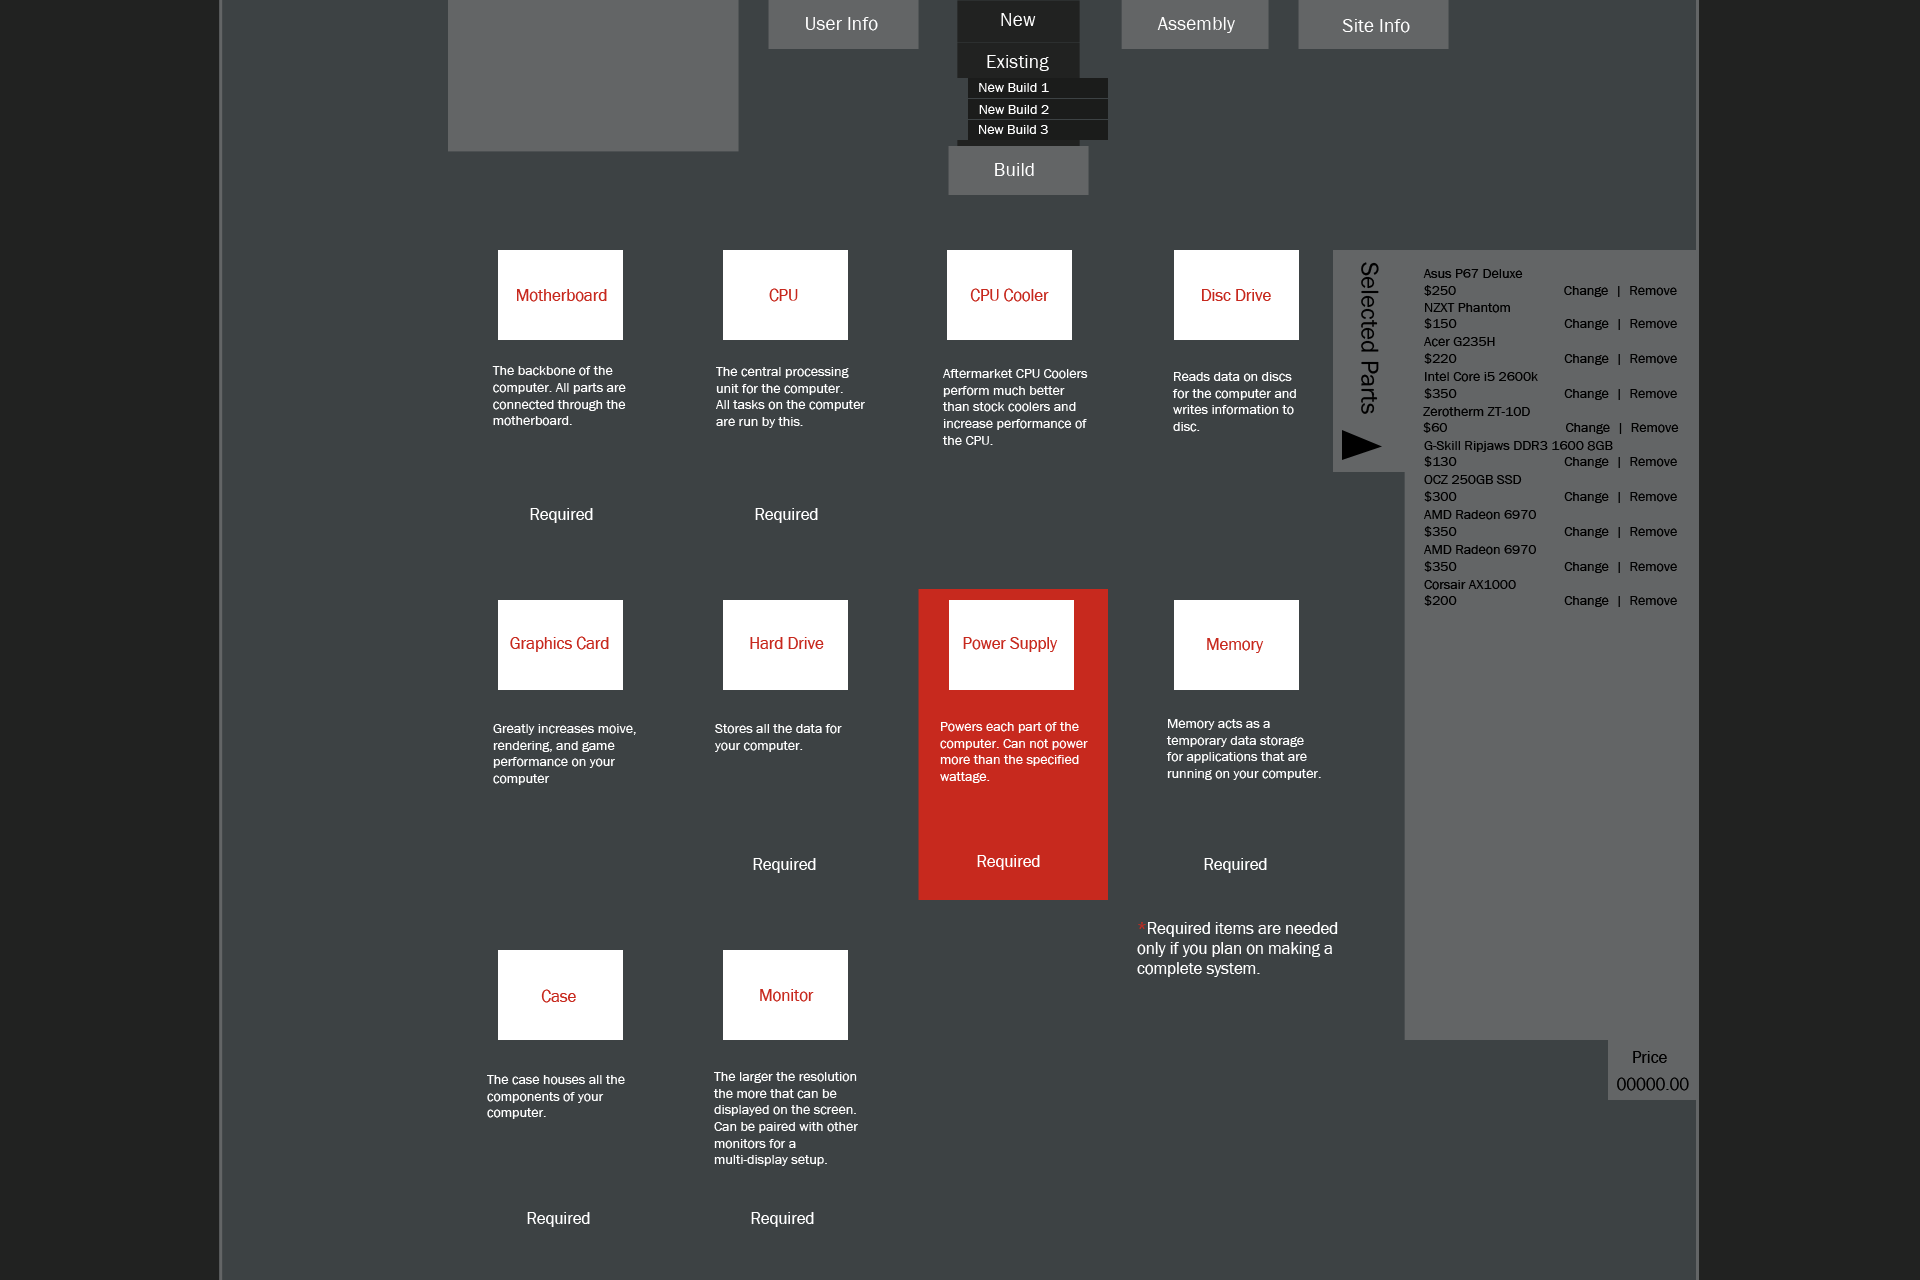 User Info
New
Existing
New Build 1
New Build 2
New Build 3
Build
Assembly
Site Info
Motherboard
The backbone of the
computer. All parts are
connected through the
motherboard.
Required
CPU
The central processing
unit for the computer.
All tasks on the computer
are run by this.
Required
CPU Cooler
Aftermarket CPU Coolers
perform much better
than stock coolers and
increase performance of
the CPU.
Disc Drive
Reads data on discs
for the computer and
writes information to
disc.
Graphics Card
Greatly increases moive,
rendering, and game
performance on your
computer
Hard Drive
Stores all the data for
your computer.
Required
Power Supply
Powers each part of the
computer. Can not power
more than the specified
wattage.
Required
Memory
Memory acts as a
temporary data storage
for applications that are
running on your computer.
Required
*Required items are needed
only if you plan on making a
complete system.
Case
The case houses all the
components of your
computer.
Required
Monitor
The larger the resolution
the more that can be
displayed on the screen.
Can be paired with other
monitors for a
multi-display setup.
Required
Selected Parts
Asus P67 Deluxe
$250 Change | Remove
NZXT Phantom
$150 Change | Remove
Acer G235H
$220 Change | Remove
Intel Core i5 2600k
$350 Change | Remove
Zerotherm ZT-10D
$60 Change | Remove
G-Skill Ripjaws DDR3 1600 8GB
$130 Change | Remove
OCZ 250GB SSD
$300 Change | Remove
AMD Radeon 6970
$350 Change | Remove
AMD Radeon 6970
$350 Change | Remove
Corsair AX1000
$200 Change | Remove
Price
00000.00